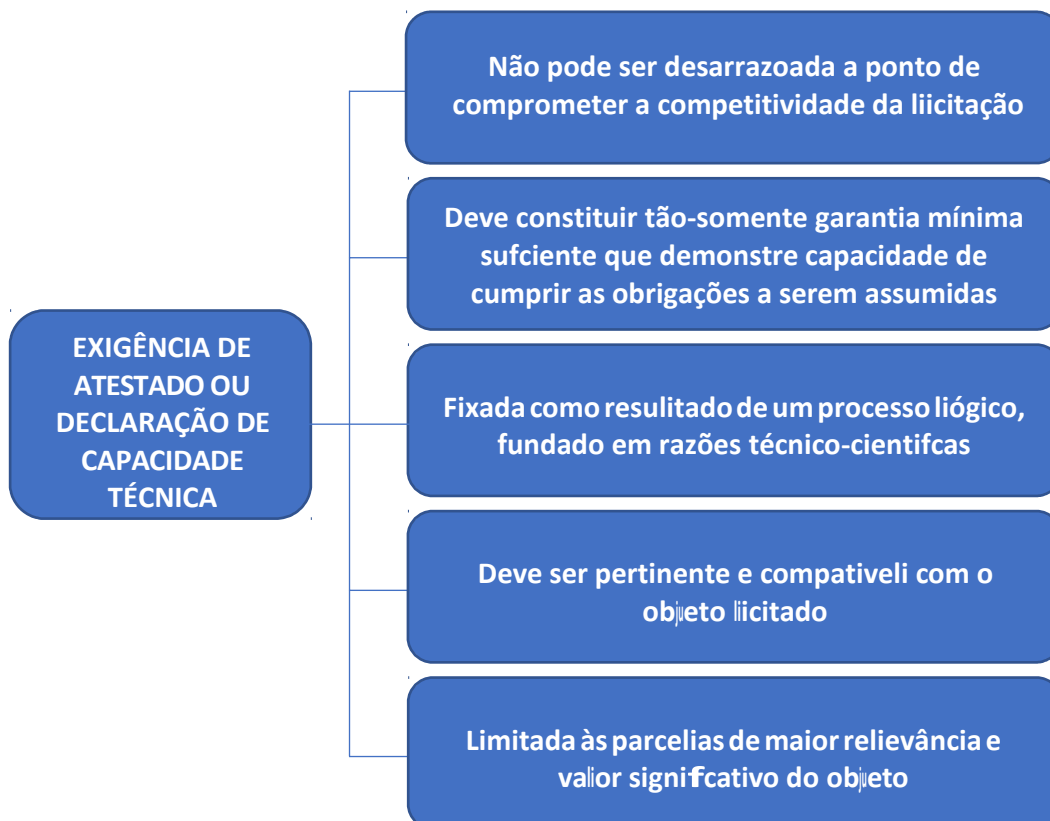 Não pode ser desarrazoada a ponto de
comprometer a competitividade da liicitação
Deve constituir tão-somente garantia mínima
sufciente que demonstre capacidade de
cumprir as obrigações a serem assumidas
EXIGÊNCIA DE
ATESTADO OU
DECLARAÇÃO DE
CAPACIDADE
TÉCNICA
Fixada como resulitado de um processo liógico,
fundado em razões técnico-cientifcas
Deve ser pertinente e compativeli com o
objueto liicitado
Limitada às parcelias de maior relievância e
valior signifcativo do objueto